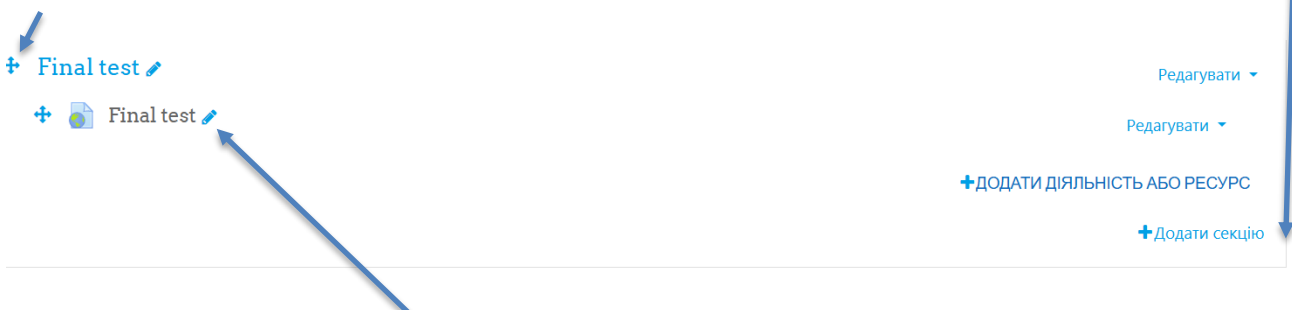 Final test
Редагувати
Final test
Редагувати
+ДОДАТИ ДІЯЛЬНІСТЬ АБО РЕСУРС
+Додати секцію